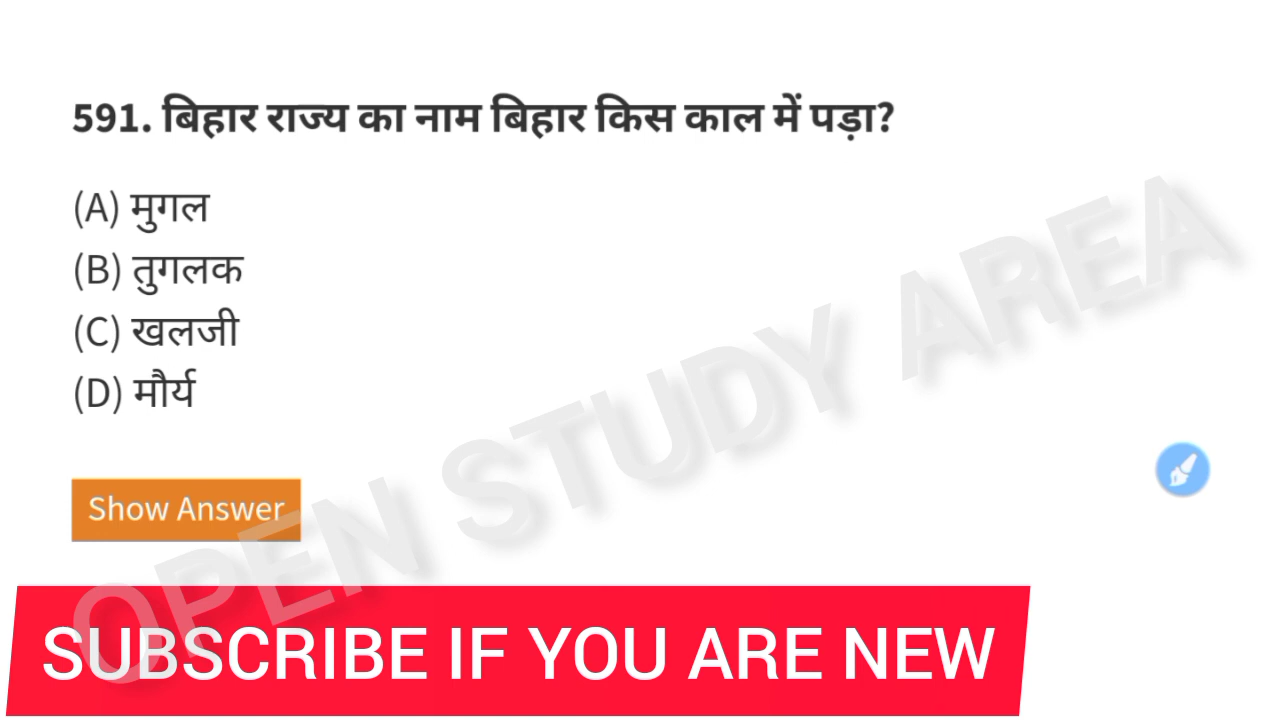 591. बिहार राज्य का नाम बिहार किस काल में पड़ा?
(A) मुगल
(B) तुगलक
(C) खलजी
(D) मौर्य
Show Answer
OPEN STUDY AREA
SUBSCRIBE IF YOU ARE NEW